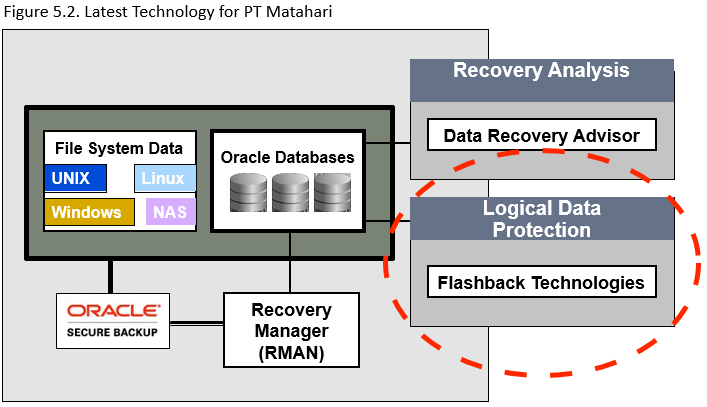 Figure 5.2. Latest Technology for PT Matahari
Recovery Analysis
Data Recovery Advisor
File System Data
UNIX
Linux
Windows
NAS
Oracle Databases
Logical Data
Protection
Flashback Technologies
ORACLE®
SECURE BACKUP
Recovery
Manager
(RMAN)